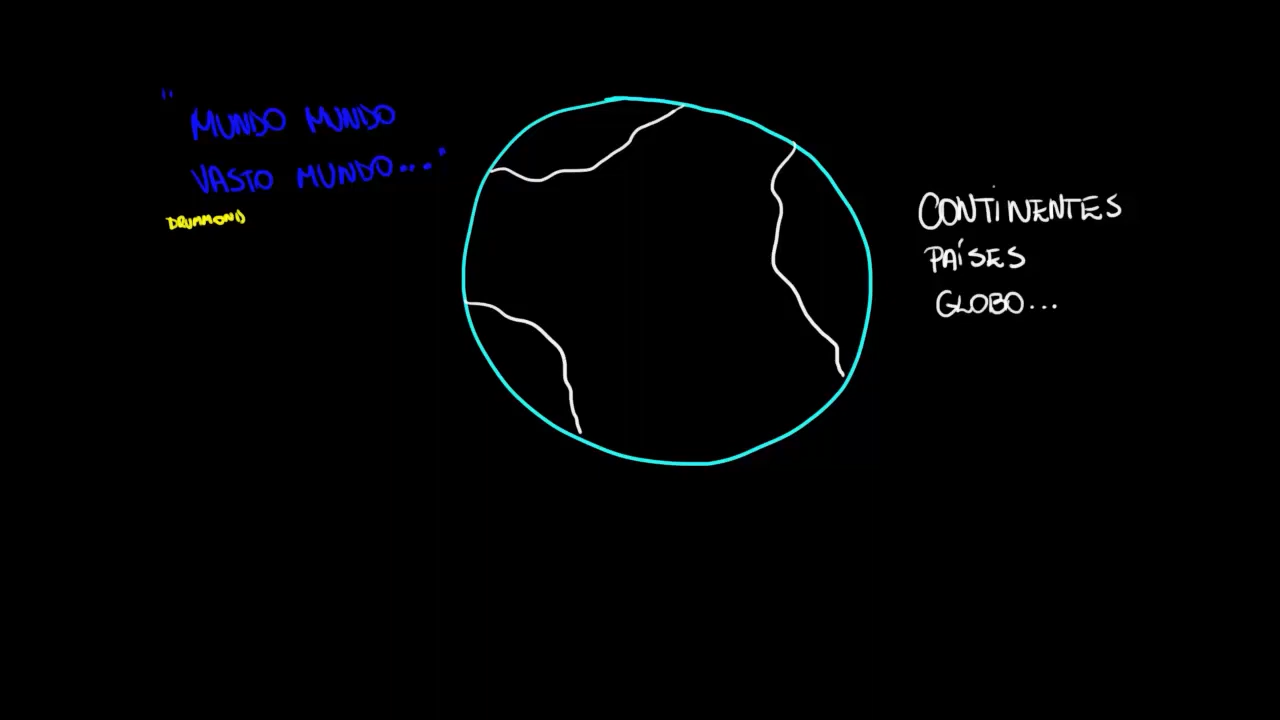 "MUNDO MUNDO
VASTO MUNDO..."
DRUMMOND
CONTINENTES
PAÍSES
GLOBO...